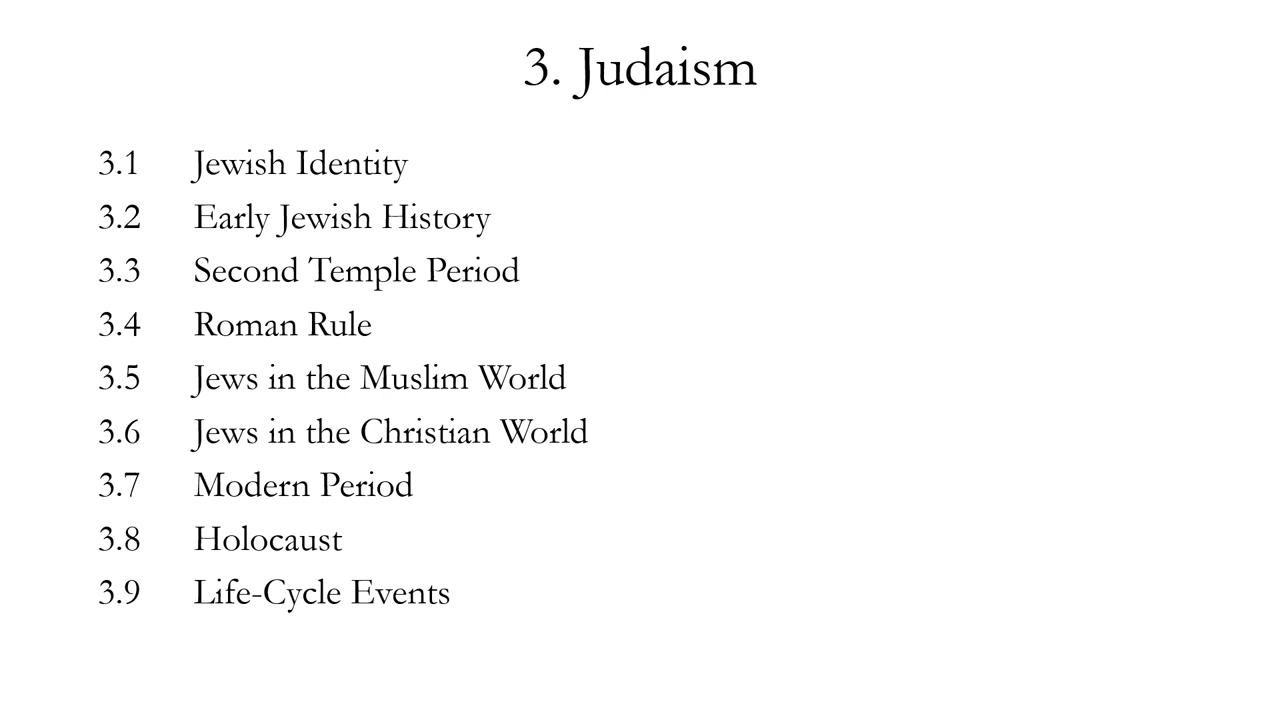 3. Judaism
3.1 Jewish Identity
3.2 Early Jewish History
3.3 Second Temple Period
3.4 Roman Rule
3.5 Jews in the Muslim World
3.6 Jews in the Christian World
3.7 Modern Period
3.8 Holocaust
3.9 Life-Cycle Events